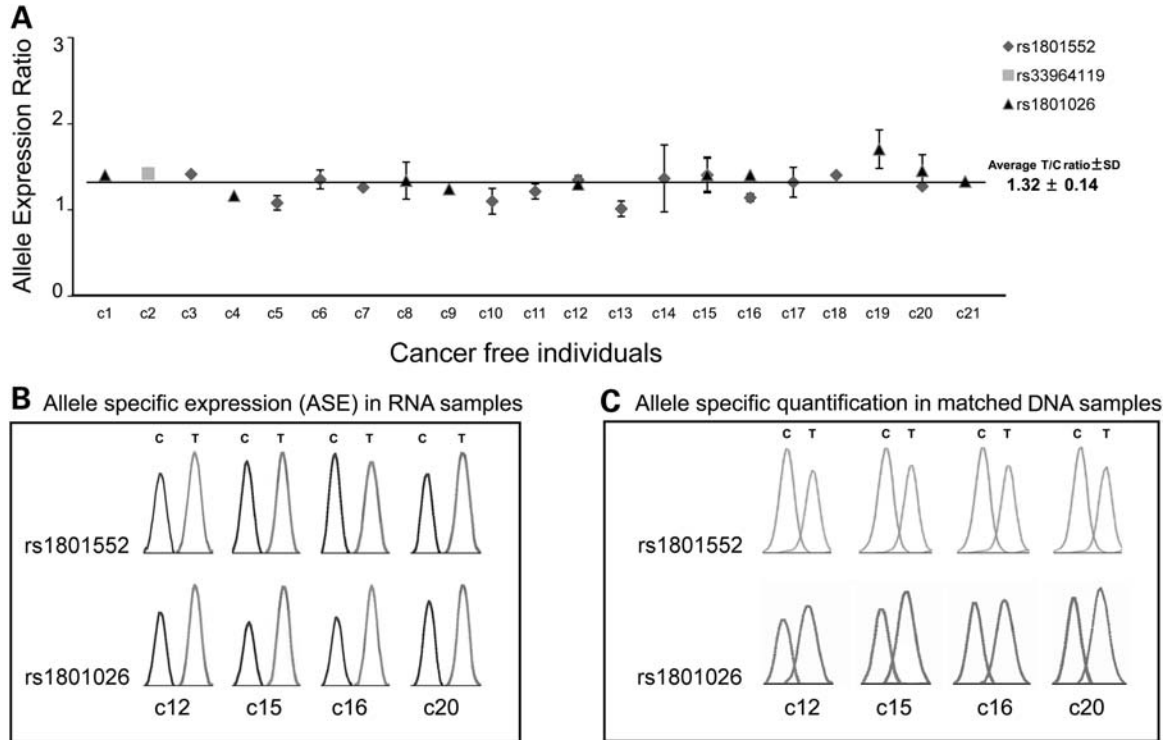 A
Allele Expression Ratio
3
2
1
0
rs1801552
rs33964119
rs1801026
Average T/C ratio±SD
1.32 ± 0.14
c1 c2 c3 c4 c5 c6 c7 c8 c9 c10 c11 c12 c13 c14 c15 c16 c17 c18 c19 c20 c21
Cancer free individuals
B Allele specific expression (ASE) in RNA samples
C T C T C T C T
rs1801552
rs1801026
c12 c15 c16 c20
C Allele specific quantification in matched DNA samples
C T C T C T C T
rs1801552
rs1801026
c12 c15 c16 c20